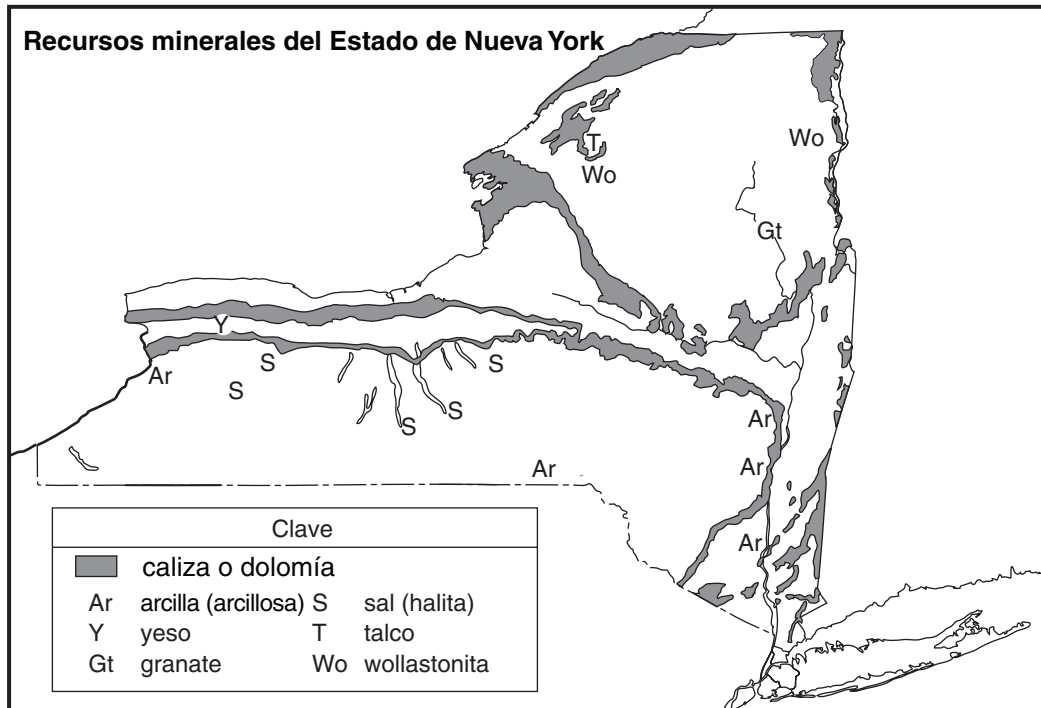 Recursos minerales del Estado de Nueva York
Wo
T
Wo
Gt
Y
S
S
Ar
S
S
S
Ar
Ar
Ar
Ar
Clave
caliza o dolomía
Ar arcilla (arcillosa) S sal (halita)
Y yeso T talco
Gt granate Wo wollastonita